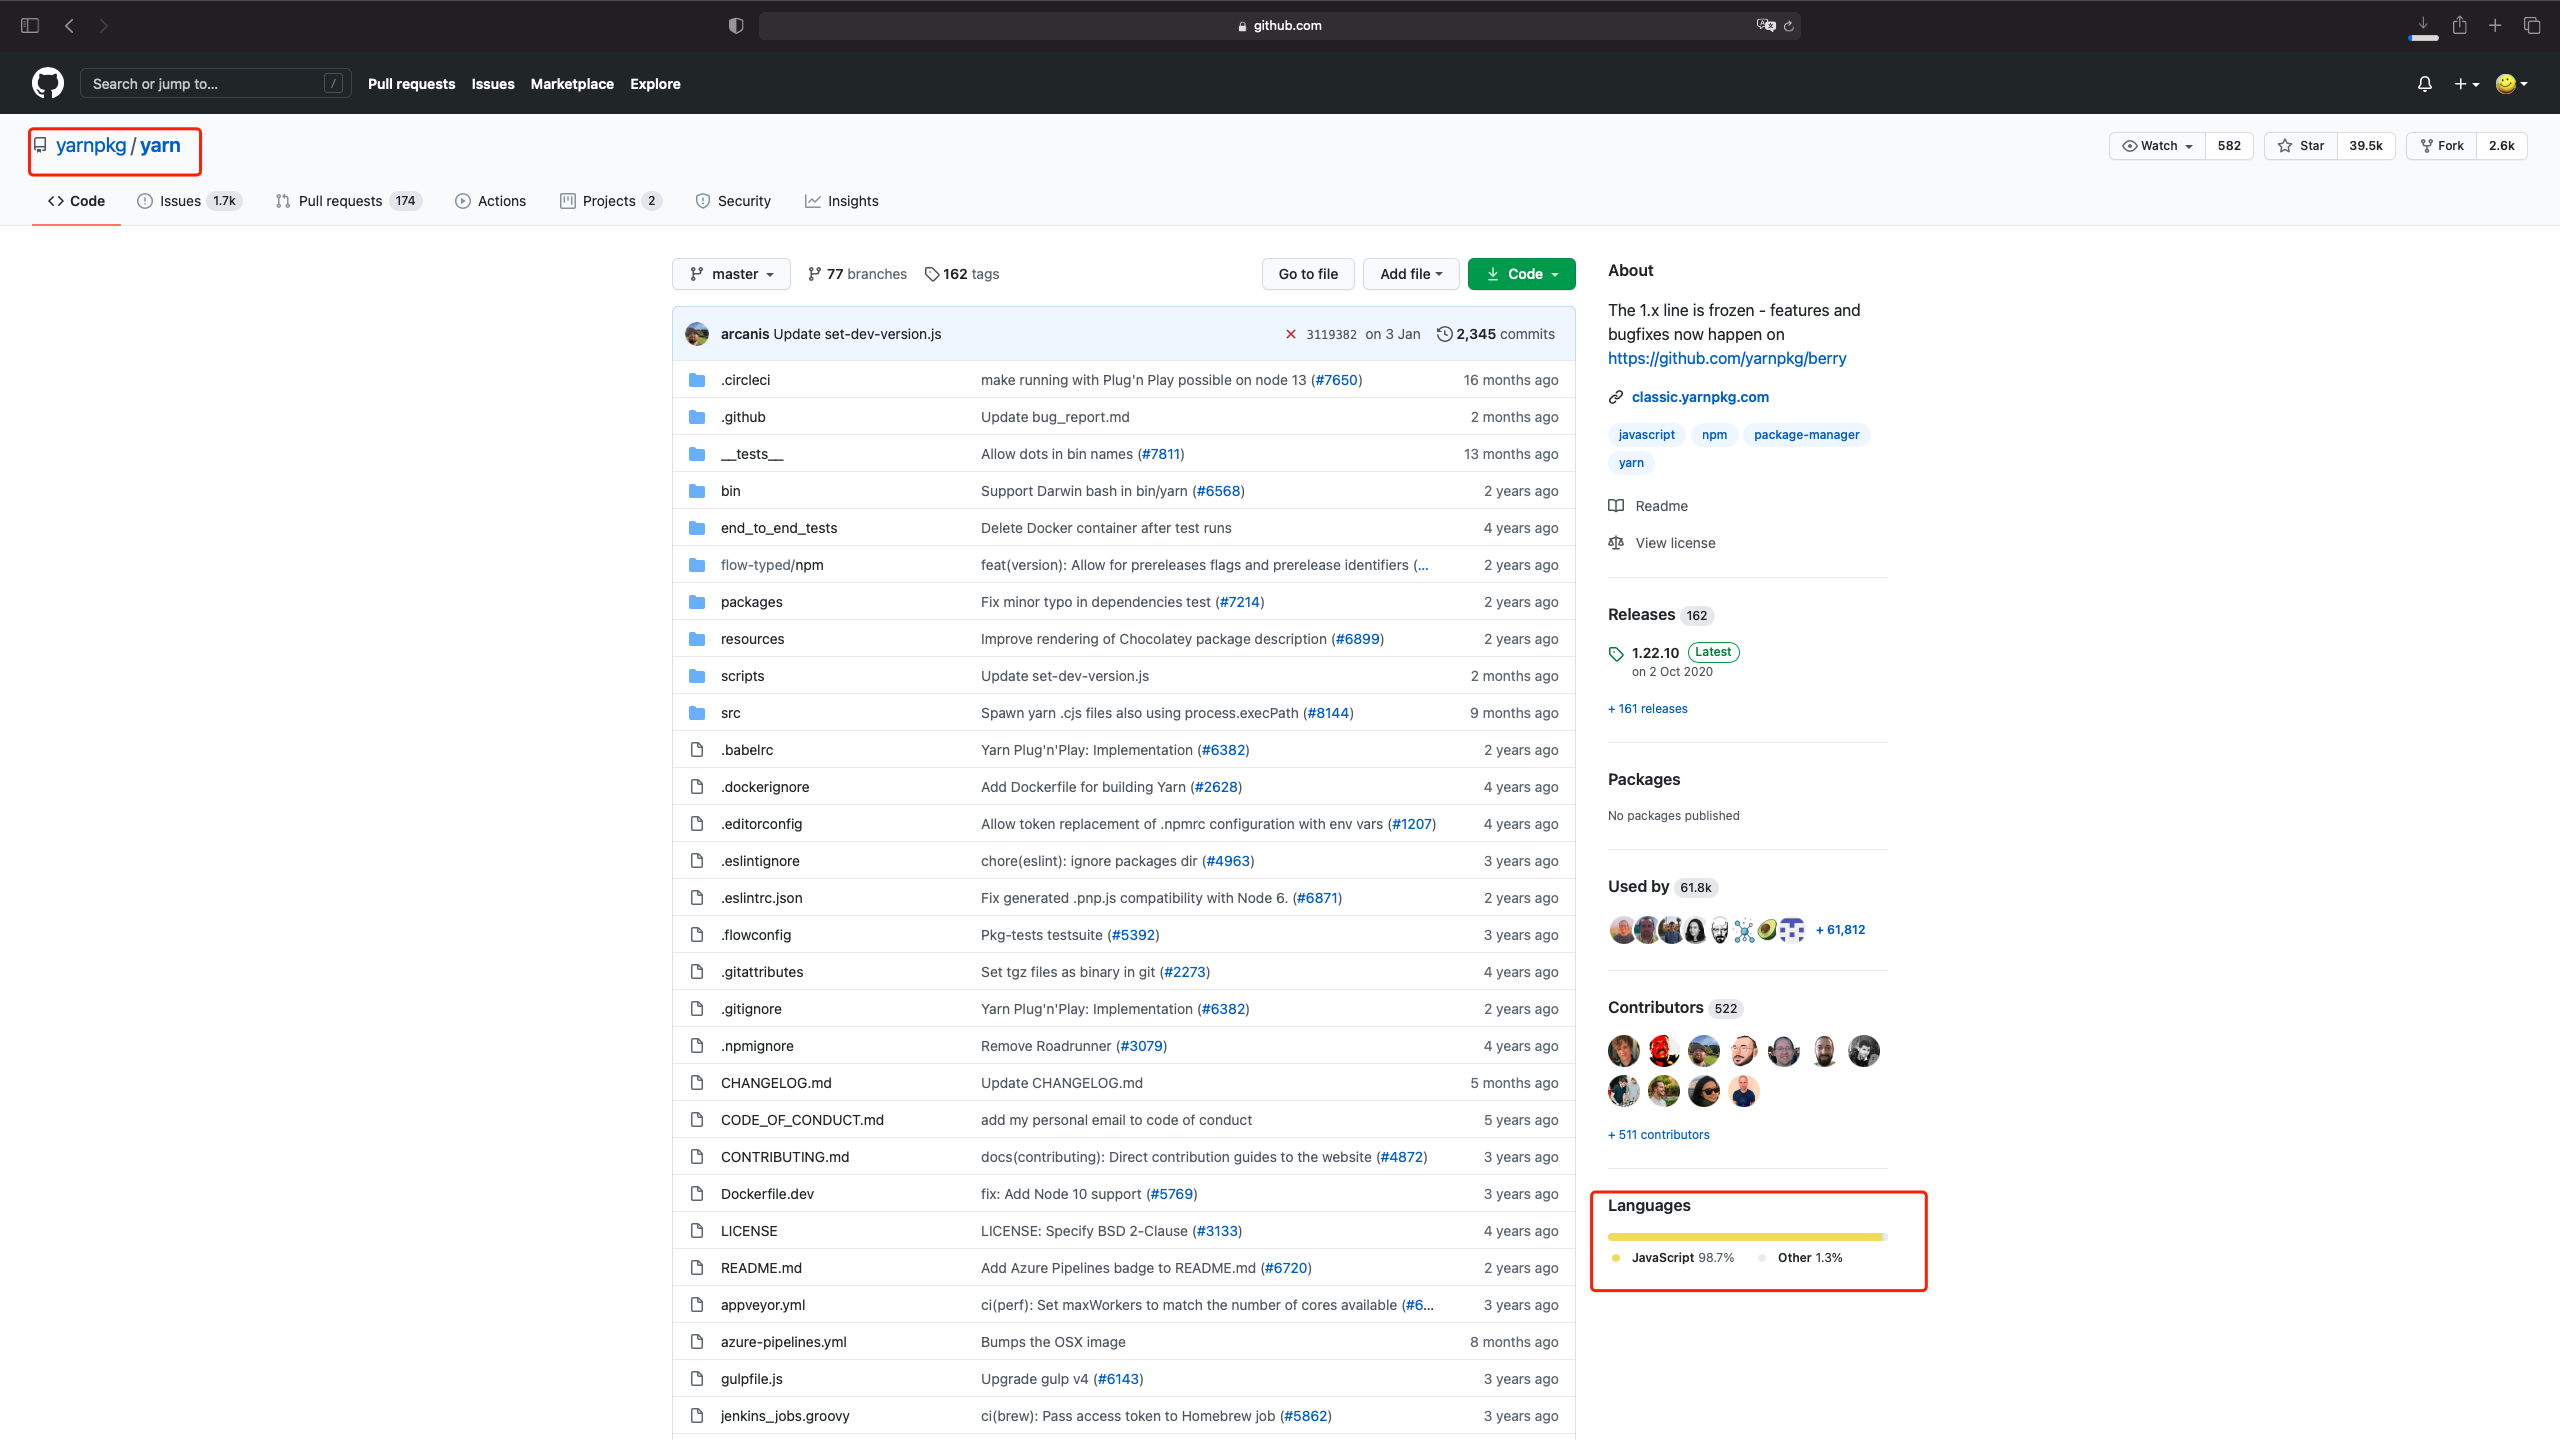 github.com
Search or jump to... /
Pull requests Issues Marketplace Explore
yarnpkg / yarn
Watch 582 Star 39.5k Fork 2.6k
Code Issues 1.7k Pull requests 174 Actions Projects 2 Security Insights
master 77 branches 162 tags Go to file Add file Code
arcanis Update set-dev-version.js 3119382 on 3 Jan 2,345 commits
.circleci make running with Plug'n Play possible on node 13 (#7650) 16 months ago
.github Update bug_report.md 2 months ago
__tests__ Allow dots in bin names (#7811) 13 months ago
bin Support Darwin bash in bin/yarn (#6568) 2 years ago
end_to_end_tests Delete Docker container after test runs 4 years ago
flow-typed/npm feat(version): Allow for prereleases flags and prerelease identifiers (... 2 years ago
packages Fix minor typo in dependencies test (#7214) 2 years ago
resources Improve rendering of Chocolatey package description (#6899) 2 years ago
scripts Update set-dev-version.js 2 months ago
src Spawn yarn .cjs files also using process.execPath (#8144) 9 months ago
.babelrc Yarn Plug'n'Play: Implementation (#6382) 2 years ago
.dockerignore Add Dockerfile for building Yarn (#2628) 4 years ago
.editorconfig Allow token replacement of .npmrc configuration with env vars (#1207) 4 years ago
.eslintignore chore(eslint): ignore packages dir (#4963) 3 years ago
.eslintrc.json Fix generated .pnp.js compatibility with Node 6. (#6871) 2 years ago
.flowconfig Pkg-tests testsuite (#5392) 3 years ago
.gitattributes Set tgz files as binary in git (#2273) 4 years ago
.gitignore Yarn Plug'n'Play: Implementation (#6382) 2 years ago
.npmignore Remove Roadrunner (#3079) 4 years ago
CHANGELOG.md Update CHANGELOG.md 5 months ago
CODE_OF_CONDUCT.md add my personal email to code of conduct 5 years ago
CONTRIBUTING.md docs(contributing): Direct contribution guides to the website (#4872) 3 years ago
Dockerfile.dev fix: Add Node 10 support (#5769) 3 years ago
LICENSE LICENSE: Specify BSD 2-Clause (#3133) 4 years ago
README.md Add Azure Pipelines badge to README.md (#6720) 2 years ago
appveyor.yml ci(perf): Set maxWorkers to match the number of cores available (#6... 3 years ago
azure-pipelines.yml Bumps the OSX image 8 months ago
gulpfile.js Upgrade gulp v4 (#6143) 3 years ago
jenkins_jobs.groovy ci(brew): Pass access token to Homebrew job (#5862) 3 years ago
About
The 1.x line is frozen - features and
bugfixes now happen on
https://github.com/yarnpkg/berry
classic.yarnpkg.com
javascript npm package-manager
yarn
Readme
View license
Releases 162
1.22.10 Latest
on 2 Oct 2020
+ 161 releases
Packages
No packages published
Used by 61.8k
+ 61,812
Contributors 522
+ 511 contributors
Languages
JavaScript 98.7% Other 1.3%